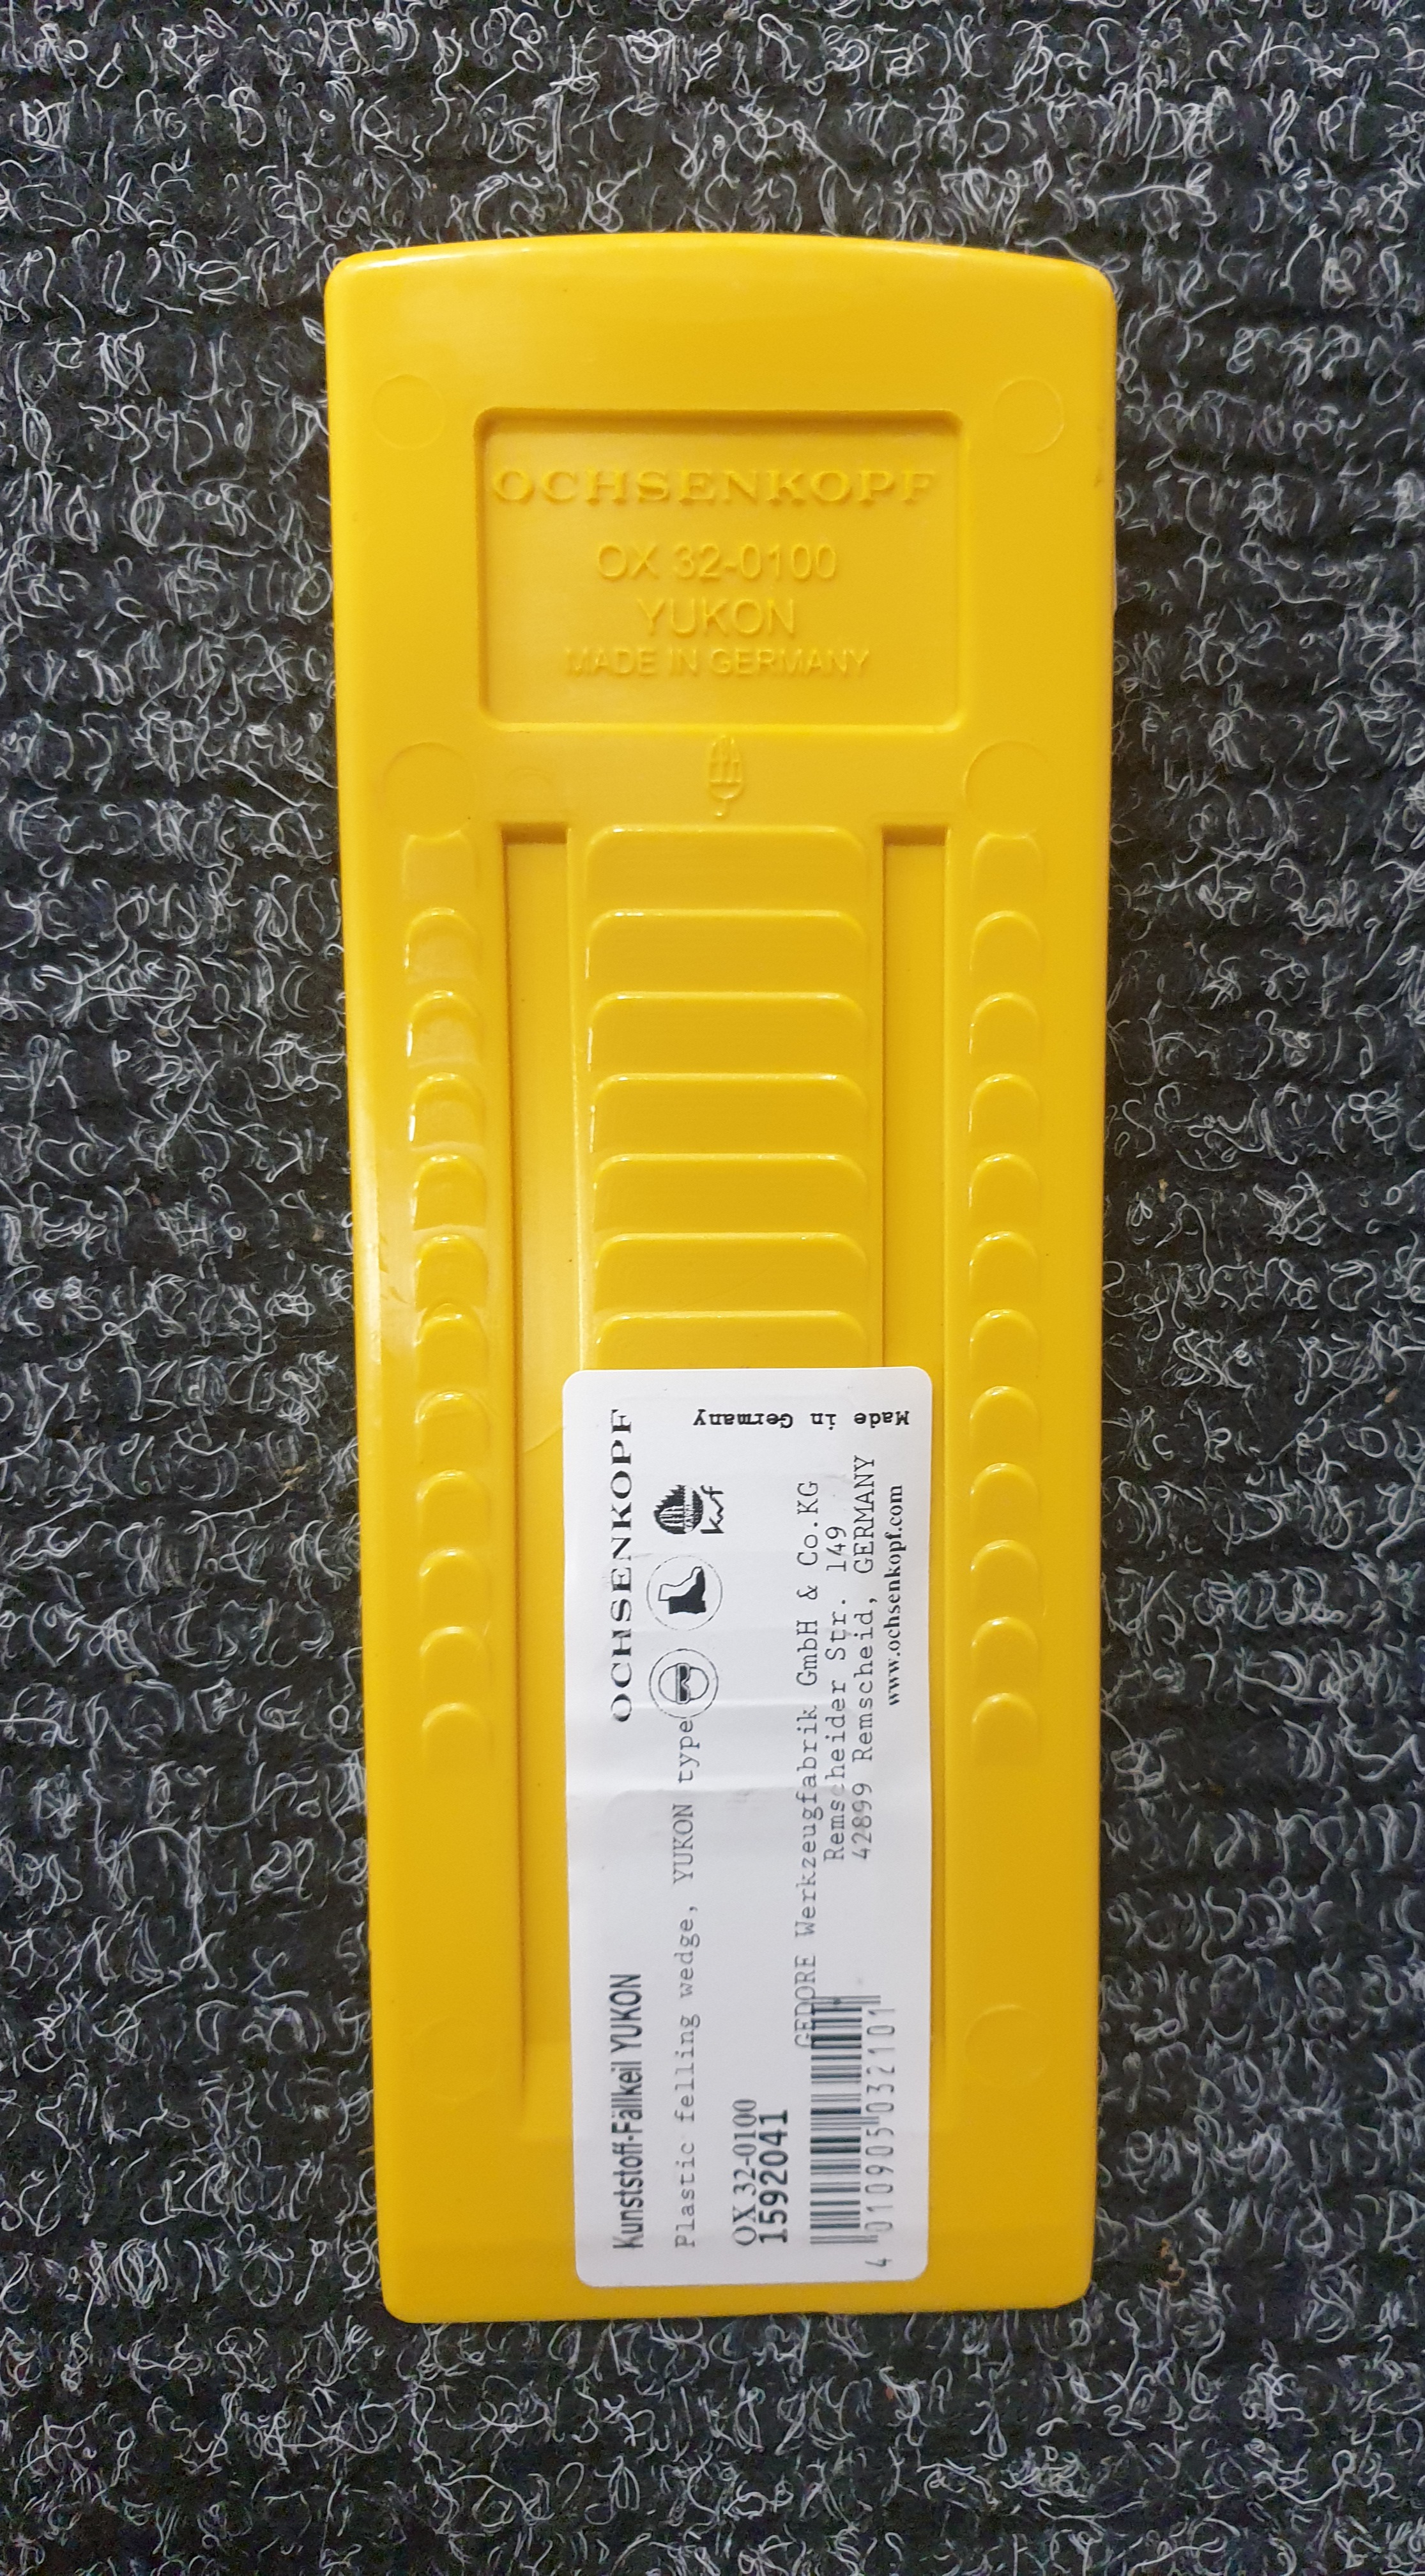 OCHSENKOPF
OX 32-0100
YUKON
MADE IN GERMANY
OCHSENKOPF
kwf
Made in Germany
Kunststoff-Fällkeil YUKON
Plastic felling wedge, YUKON type
OX 32-0100
1592041
GEDORE Werkzeugfabrik GmbH & Co.KG
Remscheider Str. 149
42899 Remscheid, GERMANY
www.ochsenkopf.com
4 010905 032101